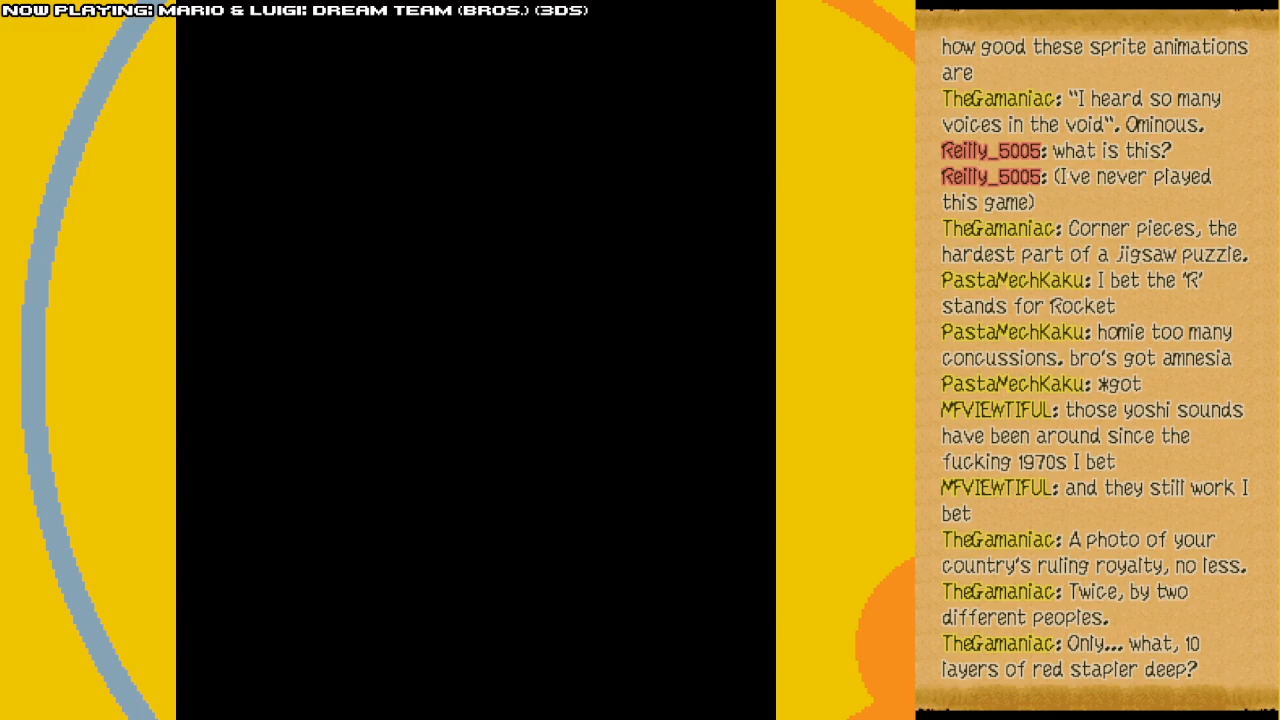 NOW PLAYING: MARIO & LUIGI: DREAM TEAM (BROS.) (3DS)
how good these sprite animations
are
TheGamaniac: "I heard so many
voices in the void". Ominous.
Reilly_5005: what is this?
Reilly_5005: (I've never played
this game)
TheGamaniac: Corner pieces, the
hardest part of a jigsaw puzzle.
PastaMechKaku: I bet the 'R'
stands for Rocket
PastaMechKaku: homie too many
concussions. bro's got amnesia
PastaMechKaku: *got
MFVIEWTIFUL: those yoshi sounds
have been around since the
fucking 1970s I bet
MFVIEWTIFUL: and they still work I
bet
TheGamaniac: A photo of your
country's ruling royalty, no less.
TheGamaniac: Twice, by two
different peoples.
TheGamaniac: Only... what, 10
layers of red stapler deep?